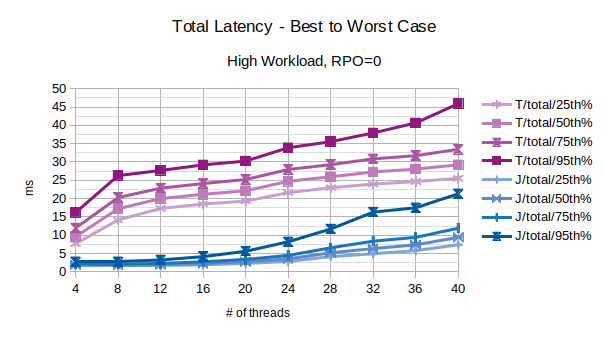 Total Latency - Best to Worst Case
High Workload, RPO=0
50
45
40
35
30
25
20
15
10
5
0
ms
4 8 12 16 20 24 28 32 36 40
# of threads
T/total/25th%
T/total/50th%
T/total/75th%
T/total/95th%
J/total/25th%
J/total/50th%
J/total/75th%
J/total/95th%